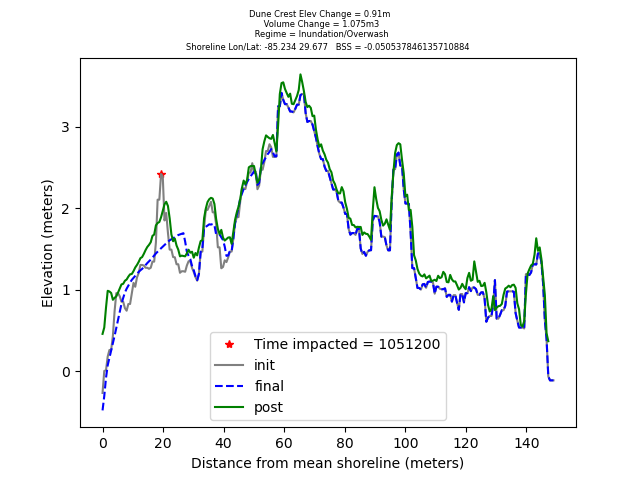 Dune Crest Elev Change = 0.91m
Volume Change = 1.075m3
Regime = Inundation/Overwash
Shoreline Lon/Lat: -85.234 29.677 BSS = -0.050537846135710884
Elevation (meters)
3
2
1
0
Time impacted = 1051200
init
final
post
0 20 40 60 80 100 120 140
Distance from mean shoreline (meters)